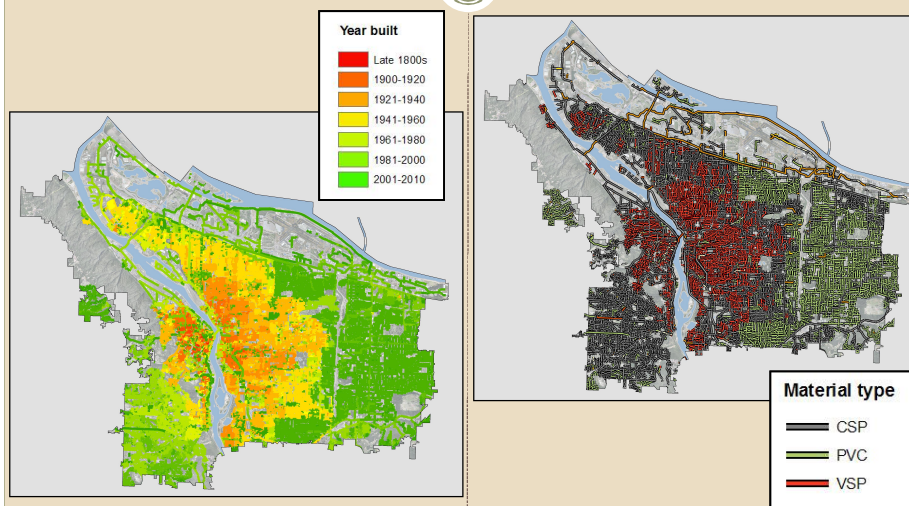 Year built
Late 1800s
1900-1920
1921-1940
1941-1960
1961-1980
1981-2000
2001-2010
Material type
CSP
PVC
VSP